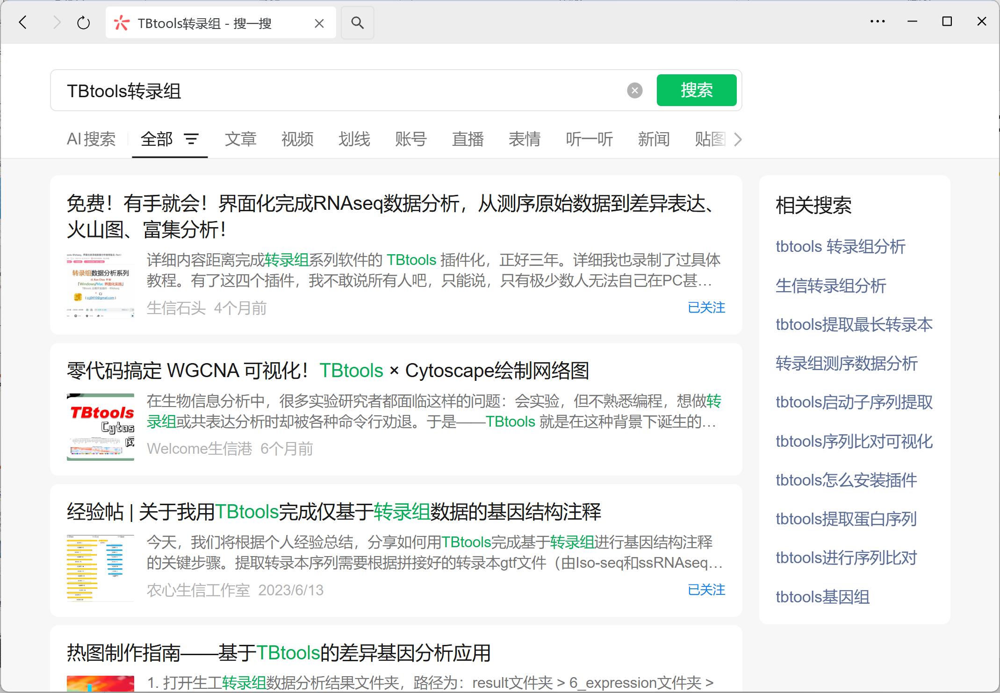 TBtools转录组 - 搜一搜
TBtools转录组
搜索
AI搜索 全部 文章 视频 划线 账号 直播 表情 听一听 新闻 贴图
免费！有手就会！界面化完成RNAseq数据分析，从测序原始数据到差异表达、
火山图、富集分析！
转录组数据分析系列
从 Raw Data 开始
「Windows/Mac 界面化实践」
CJ
详细内容距离完成转录组系列软件的 TBtools 插件化，正好三年。详细我也录制了过具体
教程。有了这四个插件，我不敢说所有人吧，只能说，只有极少数人无法自己在PC甚…
生信石头 4个月前
已关注
零代码搞定 WGCNA 可视化！TBtools × Cytoscape绘制网络图
TBtools
Cytos
网
在生物信息分析中，很多实验研究者都面临这样的问题：会实验，但不熟悉编程，想做转
录组或共表达分析时却被各种命令行劝退。于是——TBtools 就是在这种背景下诞生的…
Welcome生信港 6个月前
经验帖 | 关于我用TBtools完成仅基于转录组数据的基因结构注释
今天，我们将根据个人经验总结，分享如何用TBtools完成基于转录组进行基因结构注释
的关键步骤。提取转录本序列需要根据拼接好的转录本gtf文件（由Iso-seq和ssRNAseq…
农心生信工作室 2023/6/13
已关注
热图制作指南——基于TBtools的差异基因分析应用
1. 打开生工转录组数据分析结果文件夹，路径为：result文件夹 > 6_expression文件夹 >
相关搜索
tbtools 转录组分析
生信转录组分析
tbtools提取最长转录本
转录组测序数据分析
tbtools启动子序列提取
tbtools序列比对可视化
tbtools怎么安装插件
tbtools提取蛋白序列
tbtools进行序列比对
tbtools基因组